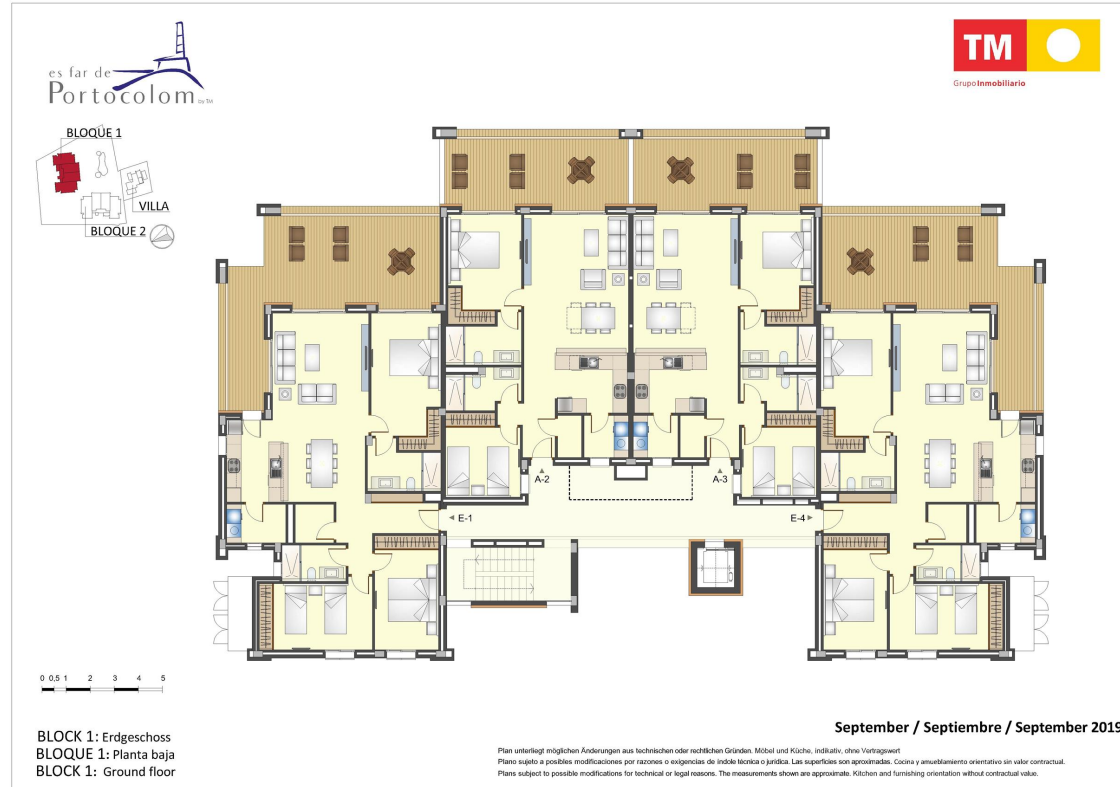 es far de
Portocolom by TM
TM
Grupo Inmobiliario
BLOQUE 1
VILLA
BLOQUE 2
A-2
A-3
E-1
E-4
0 0,5 1 2 3 4 5
BLOCK 1: Erdgeschoss
BLOQUE 1: Planta baja
BLOCK 1: Ground floor
September / Septiembre / September 2019
Plan unterliegt möglichen Änderungen aus technischen oder rechtlichen Gründen. Möbel und Küche, indikativ, ohne Vertragswert
Plano sujeto a posibles modificaciones por razones o exigencias de índole técnica o jurídica. Las superficies son aproximadas. Cocina y amueblamiento orientativo sin valor contractual.
Plans subject to possible modifications for technical or legal reasons. The measurements shown are approximate. Kitchen and furnishing orientation without contractual value.